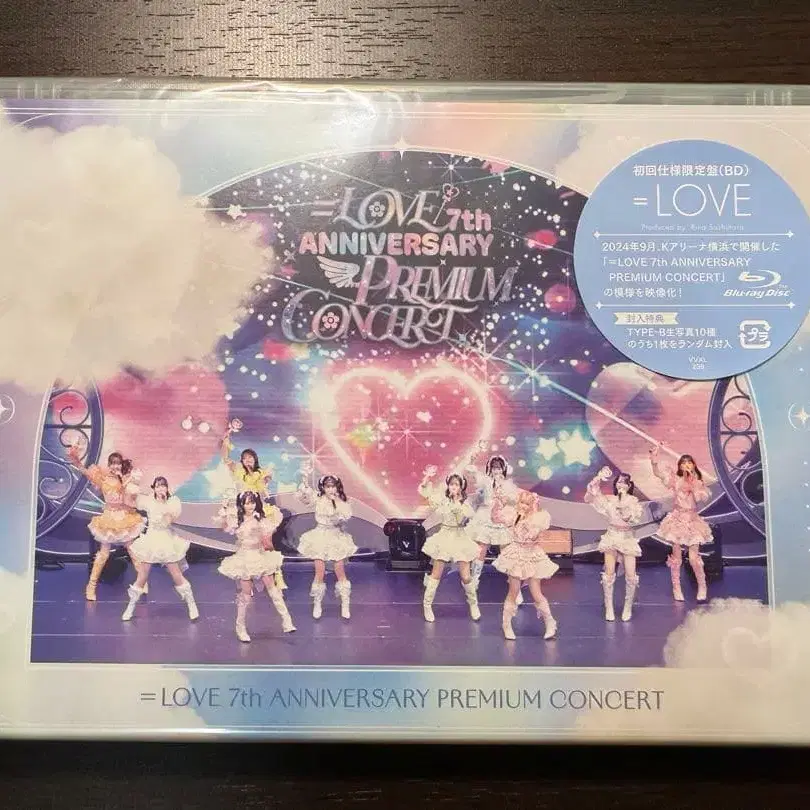 =LOVE 7th
ANNIVERSARY
PREMIUM
CONCERT
初回仕様限定盤(BD)
=LOVE
Produced by Rino Sashihara
2024年9月、Kアリーナ横浜で開催した
「=LOVE 7th ANNIVERSARY
PREMIUM CONCERT」
の模様を映像化!
Blu-ray Disc
封入特典
TYPE-B生写真10種
のうち1枚をランダム封入
プラ
VVXL
=LOVE 7th ANNIVERSARY PREMIUM CONCERT